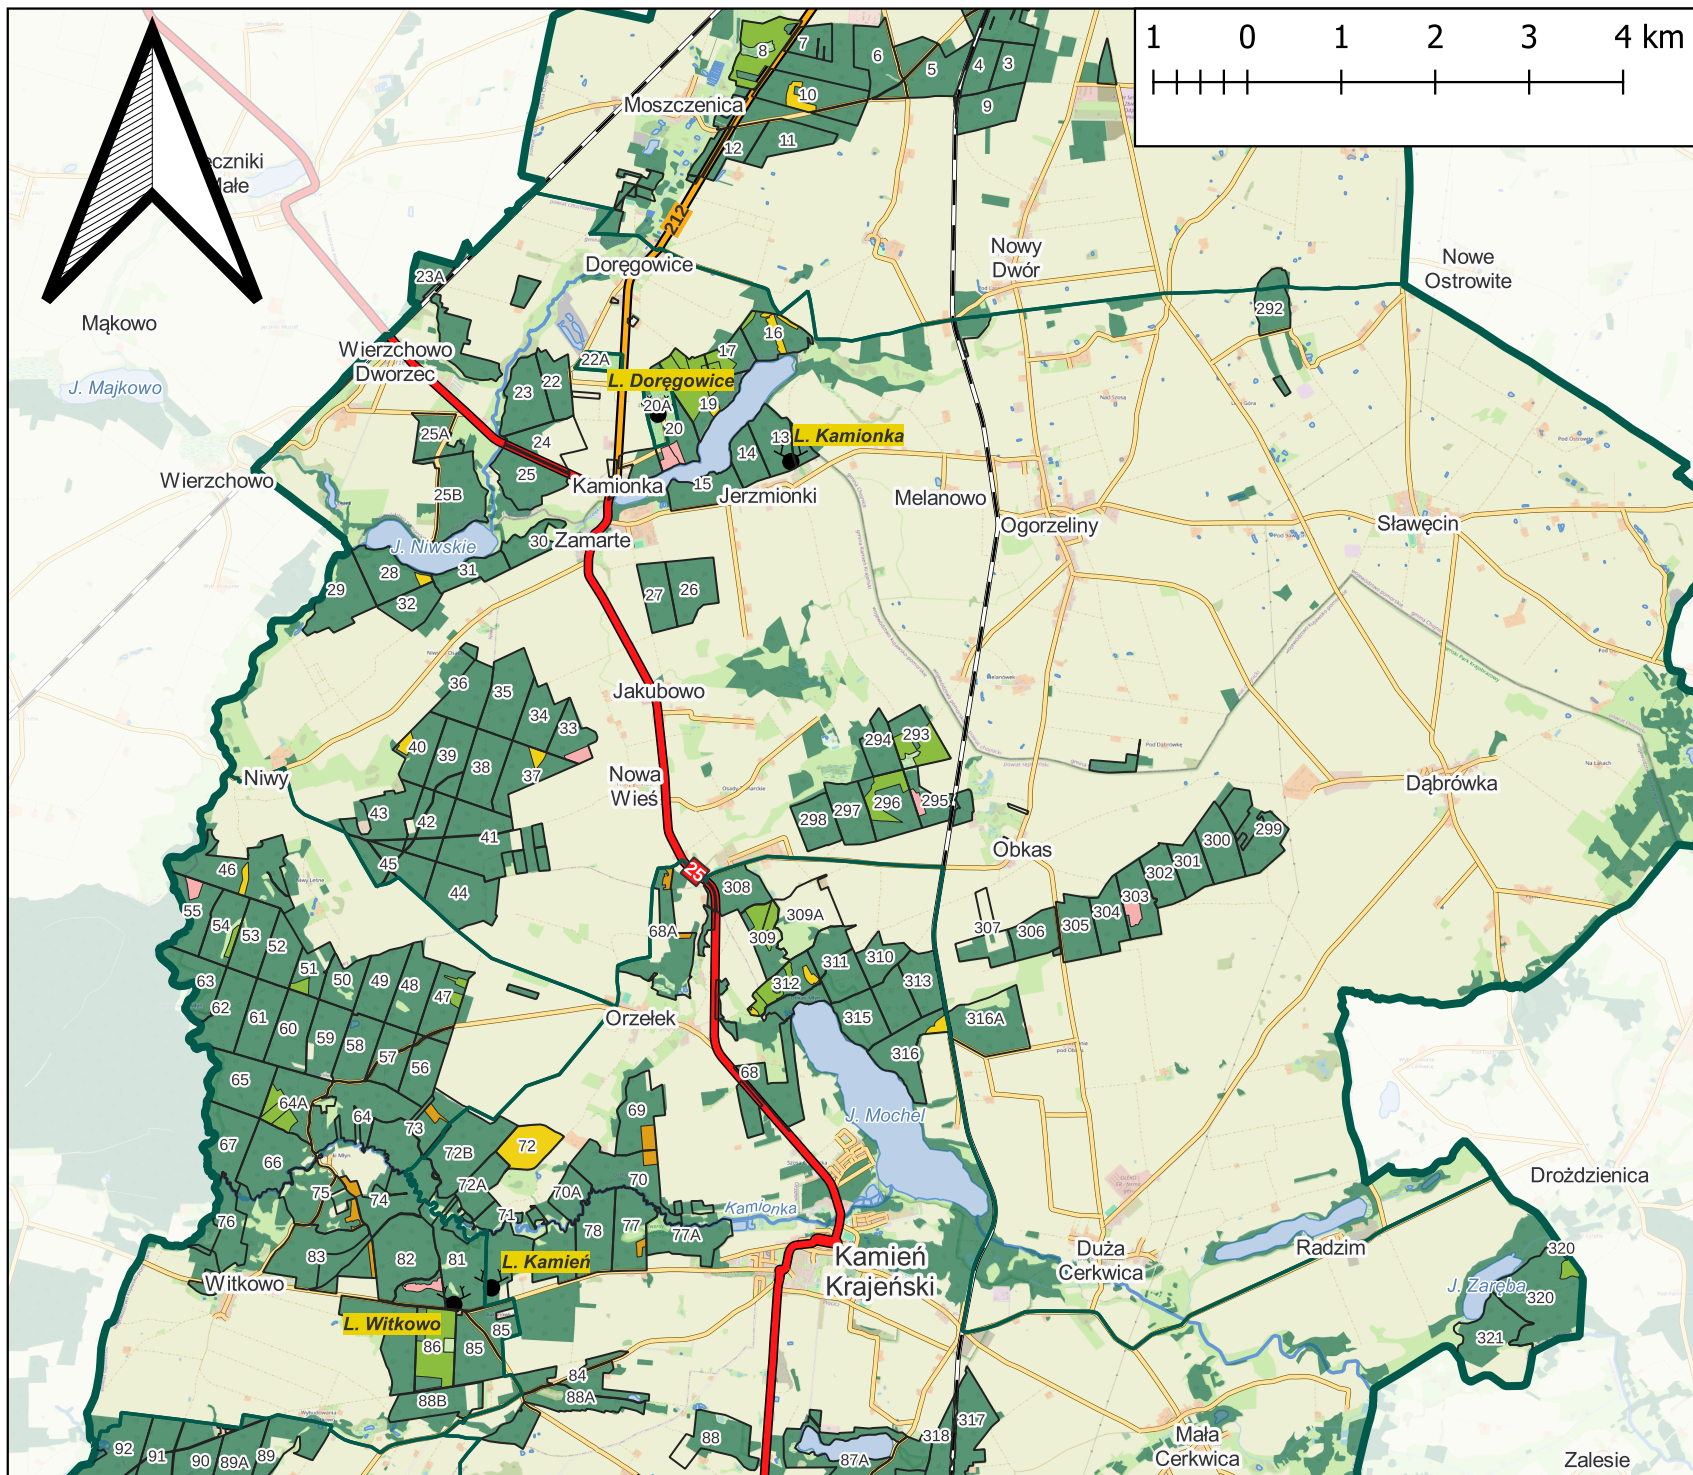 1 0 1 2 3 4 km
8
7
6
5
4
3
10
9
Moszczenica
12
11
eczniki
Małe
212
Doręgowice
Nowy
Dwór
Nowe
Ostrowite
23A
292
Mąkowo
16
Wierzchowo
Dworzec
22A
17
J. Majkowo
L. Doręgowice
23
22
20A
19
20
13
L. Kamionka
25A
24
14
25
15
Kamionka
Jerzmionki
Melanowo
Wierzchowo
25B
Ogorzeliny
Sławęcin
J. Niwskie
30
Zamarte
28
31
29
32
27
26
36
35
34
33
Jakubowo
40
39
38
37
294
293
Niwy
Nowa
Wieś
Dąbrówka
43
42
41
298
297
296
295
45
44
Obkas
299
300
301
302
303
304
305
306
307
46
25
308
309A
309
55
54
53
52
68A
51
50
49
48
47
63
62
61
60
59
58
57
56
311
310
313
312
315
316A
316
Orzełek
65
64A
64
68
69
J. Mochel
67
66
73
72B
72
72A
70
70A
71
75
74
76
78
77
77A
Kamionka
Drożdzienica
83
82
81
L. Kamień
Witkowo
Kamień
Krajeński
Duża
Cerkwica
Radzim
320
J. Zaręba
320
321
L. Witkowo
86
85
85
84
88B
88A
88
92
91
90
89A
89
87A
318
317
Mała
Cerkwica
Zalesie